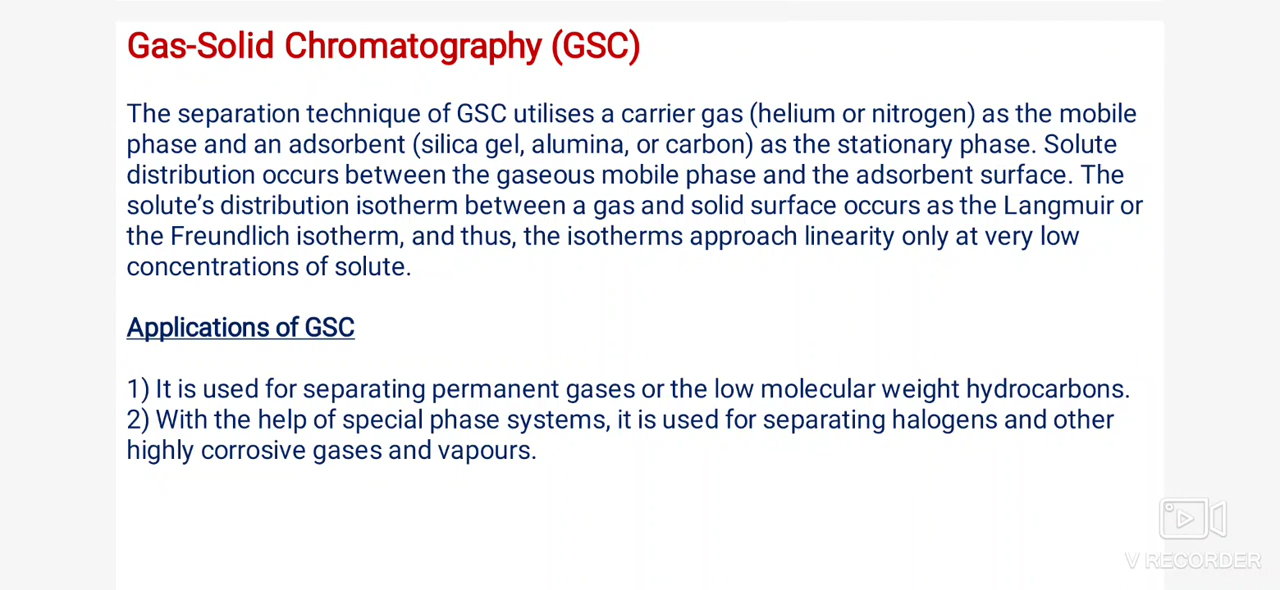 Gas-Solid Chromatography (GSC)
The separation technique of GSC utilises a carrier gas (helium or nitrogen) as the mobile
phase and an adsorbent (silica gel, alumina, or carbon) as the stationary phase. Solute
distribution occurs between the gaseous mobile phase and the adsorbent surface. The
solute’s distribution isotherm between a gas and solid surface occurs as the Langmuir or
the Freundlich isotherm, and thus, the isotherms approach linearity only at very low
concentrations of solute.
Applications of GSC
1) It is used for separating permanent gases or the low molecular weight hydrocarbons.
2) With the help of special phase systems, it is used for separating halogens and other
highly corrosive gases and vapours.
V RECORDER